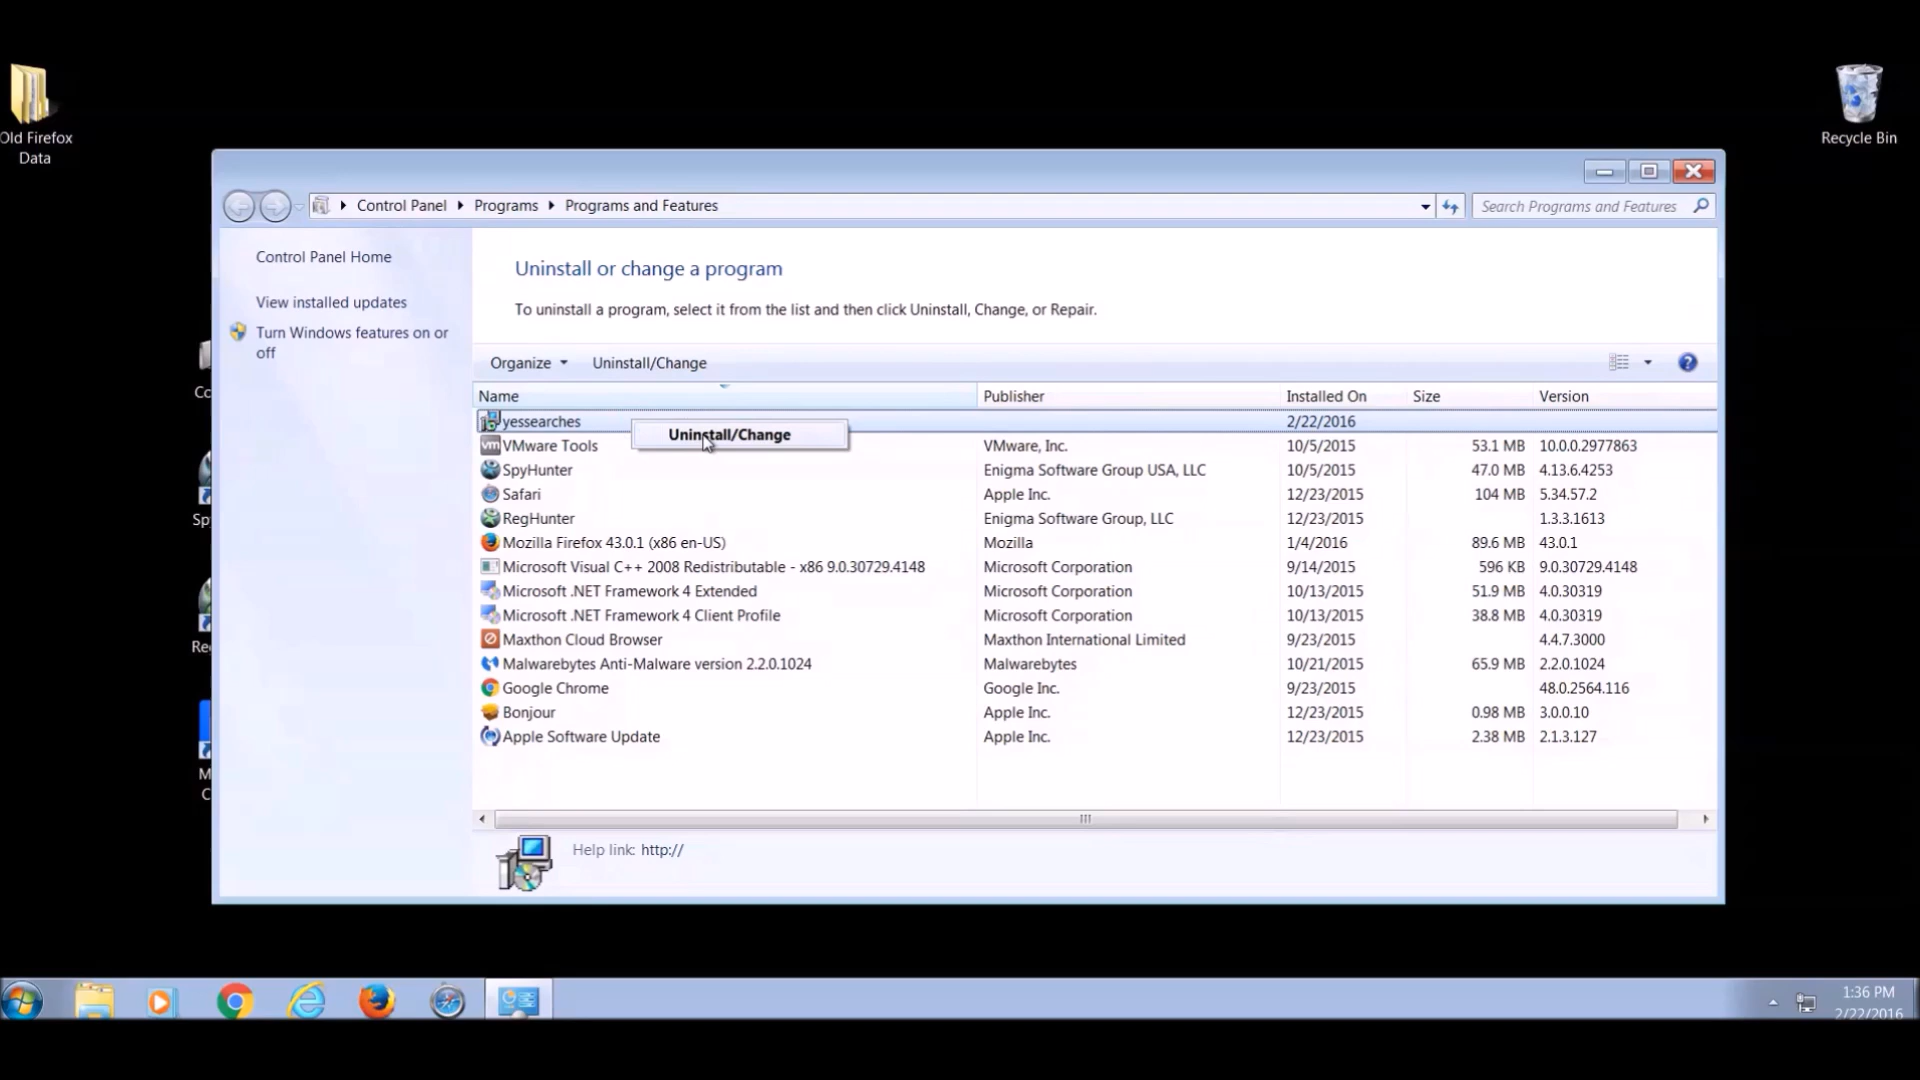 Old Firefox
Data
Recycle Bin
Control Panel Programs Programs and Features
Search Programs and Features
Control Panel Home
View installed updates
Turn Windows features on or
off
Uninstall or change a program
To uninstall a program, select it from the list and then click Uninstall, Change, or Repair.
Organize Uninstall/Change
Name Publisher Installed On Size Version
yessearches 2/22/2016
Uninstall/Change
VMware Tools VMware, Inc. 10/5/2015 53.1 MB 10.0.0.2977863
SpyHunter Enigma Software Group USA, LLC 10/5/2015 47.0 MB 4.13.6.4253
Safari Apple Inc. 12/23/2015 104 MB 5.34.57.2
RegHunter Enigma Software Group, LLC 12/23/2015 1.3.3.1613
Mozilla Firefox 43.0.1 (x86 en-US) Mozilla 1/4/2016 89.6 MB 43.0.1
Microsoft Visual C++ 2008 Redistributable - x86 9.0.30729.4148 Microsoft Corporation 9/14/2015 596 KB 9.0.30729.4148
Microsoft .NET Framework 4 Extended Microsoft Corporation 10/13/2015 51.9 MB 4.0.30319
Microsoft .NET Framework 4 Client Profile Microsoft Corporation 10/13/2015 38.8 MB 4.0.30319
Maxthon Cloud Browser Maxthon International Limited 9/23/2015 4.4.7.3000
Malwarebytes Anti-Malware version 2.2.0.1024 Malwarebytes 10/21/2015 65.9 MB 2.2.0.1024
Google Chrome Google Inc. 9/23/2015 48.0.2564.116
Bonjour Apple Inc. 12/23/2015 0.98 MB 3.0.0.10
Apple Software Update Apple Inc. 12/23/2015 2.38 MB 2.1.3.127
Help link: http://
Co
Sp
Re
M
C
1:36 PM
2/22/2016